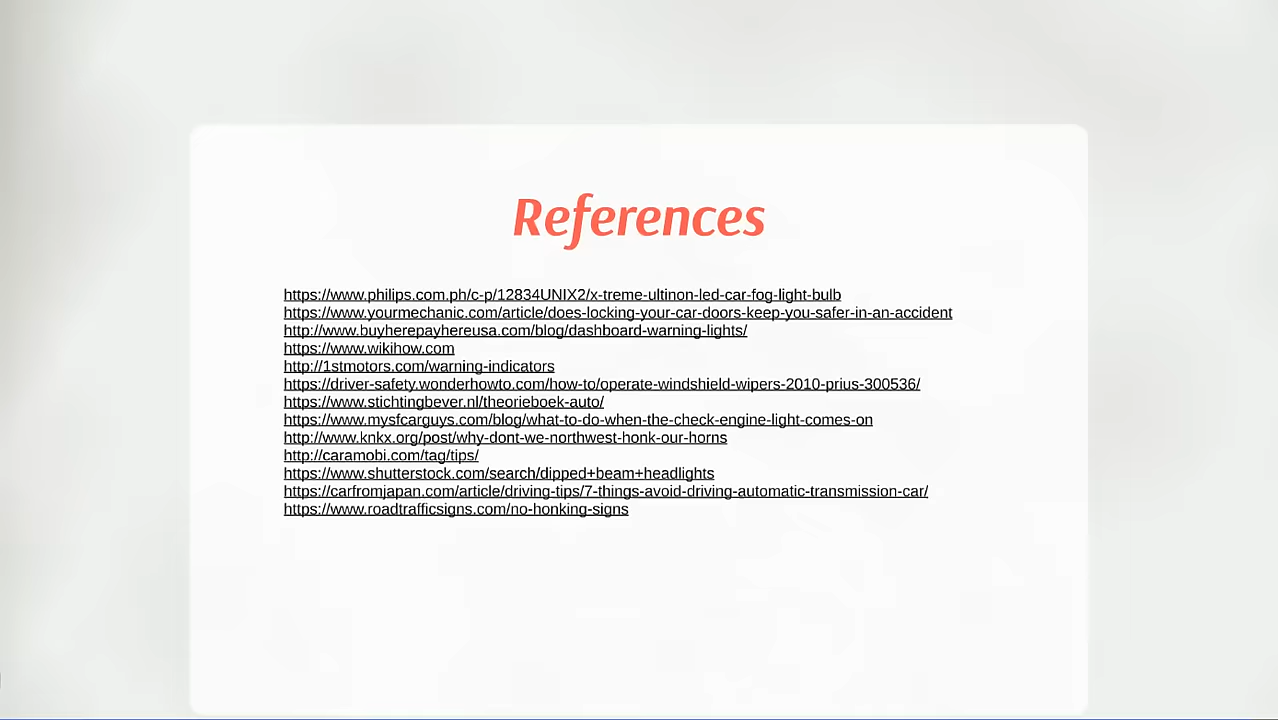 References
https://www.philips.com.ph/c-p/12834UNIX2/x-treme-ultinon-led-car-fog-light-bulb
https://www.yourmechanic.com/article/does-locking-your-car-doors-keep-you-safer-in-an-accident
http://www.buyherepayhereusa.com/blog/dashboard-warning-lights/
https://www.wikihow.com
http://1stmotors.com/warning-indicators
https://driver-safety.wonderhowto.com/how-to/operate-windshield-wipers-2010-prius-300536/
https://www.stichtingbever.nl/theorieboek-auto/
https://www.mysfcarguys.com/blog/what-to-do-when-the-check-engine-light-comes-on
http://www.knkx.org/post/why-dont-we-northwest-honk-our-horns
http://caramobi.com/tag/tips/
https://www.shutterstock.com/search/dipped+beam+headlights
https://carfromjapan.com/article/driving-tips/7-things-avoid-driving-automatic-transmission-car/
https://www.roadtrafficsigns.com/no-honking-signs